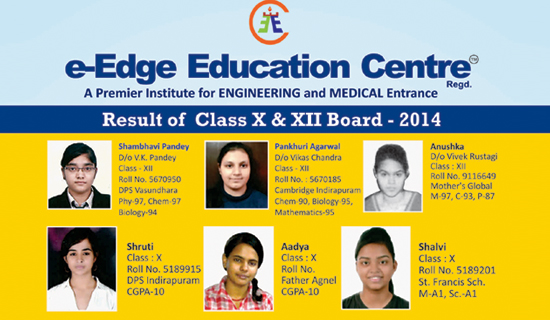 e-Edge Education Centre TM
Regd.
A Premier Institute for ENGINEERING and MEDICAL Entrance
Result of Class X & XII Board - 2014
Shambhavi Pandey
D/o V.K. Pandey
Class - XII
Roll No. 5670950
DPS Vasundhara
Phy-97, Chem-97
Biology-94
Pankhuri Agarwal
D/o Vikas Chandra
Class - XII
Roll No. : 5670185
Cambridge Indirapuram
Chem-90, Biology-95,
Mathematics-95
Anushka
D/o Vivek Rustagi
Class : XII
Roll No. 9116649
Mother's Global
M-97, C-93, P-87
Shruti
Class : X
Roll No. 5189915
DPS Indirapuram
CGPA-10
Aadya
Class : X
Roll No.
Father Agnel
CGPA-10
Shalvi
Class : X
Roll No. 5189201
St. Francis Sch.
M-A1, Sc.-A1